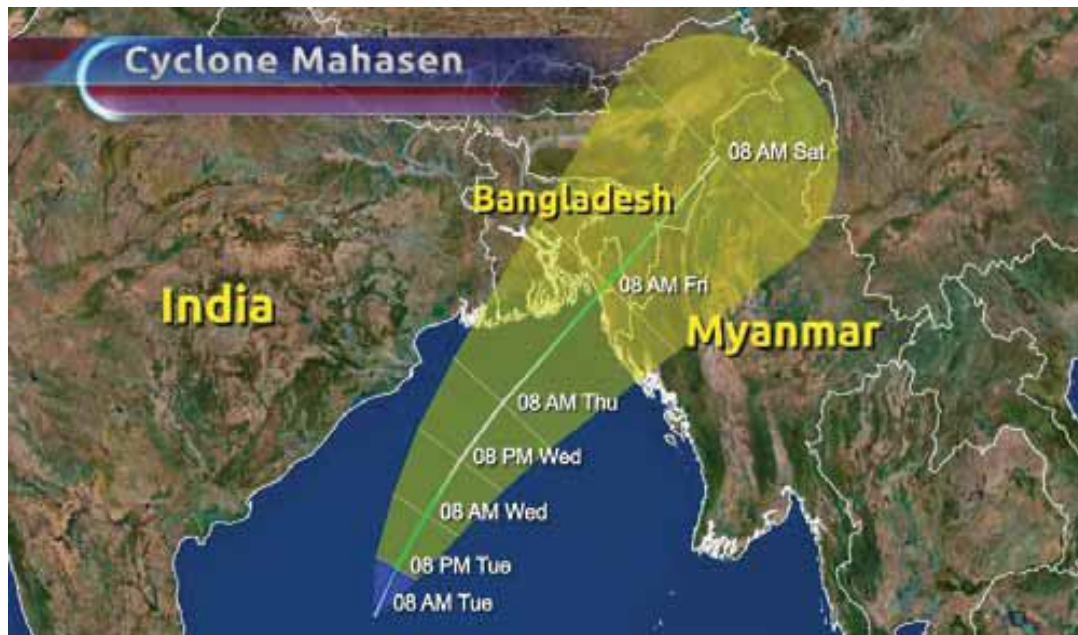 Cyclone Mahasen
08 AM Sat
Bangladesh
08 AM Fri
India
Myanmar
08 AM Thu
08 PM Wed
08 AM Wed
08 PM Tue
08 AM Tue